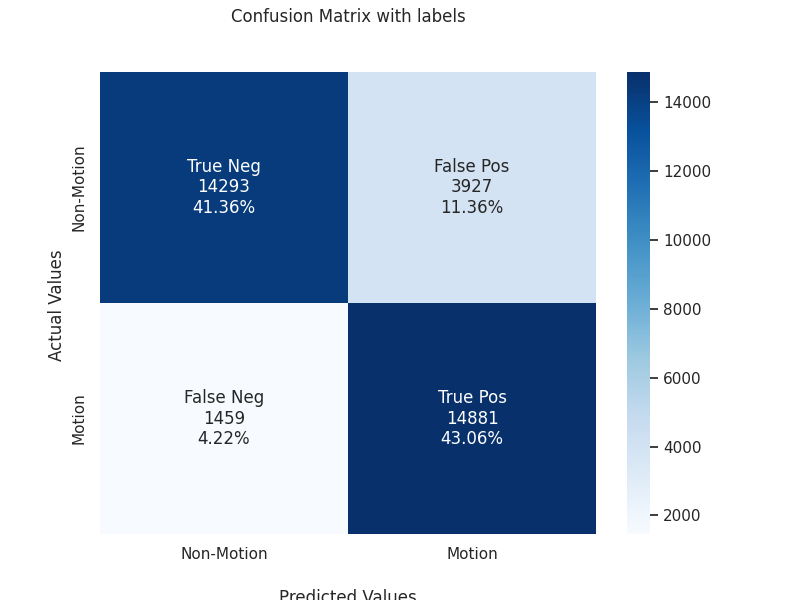 Confusion Matrix with labels
Actual Values
Non-Motion
Motion
True Neg
14293
41.36%
False Pos
3927
11.36%
False Neg
1459
4.22%
True Pos
14881
43.06%
Non-Motion
Motion
Predicted Values
14000
12000
10000
8000
6000
4000
2000